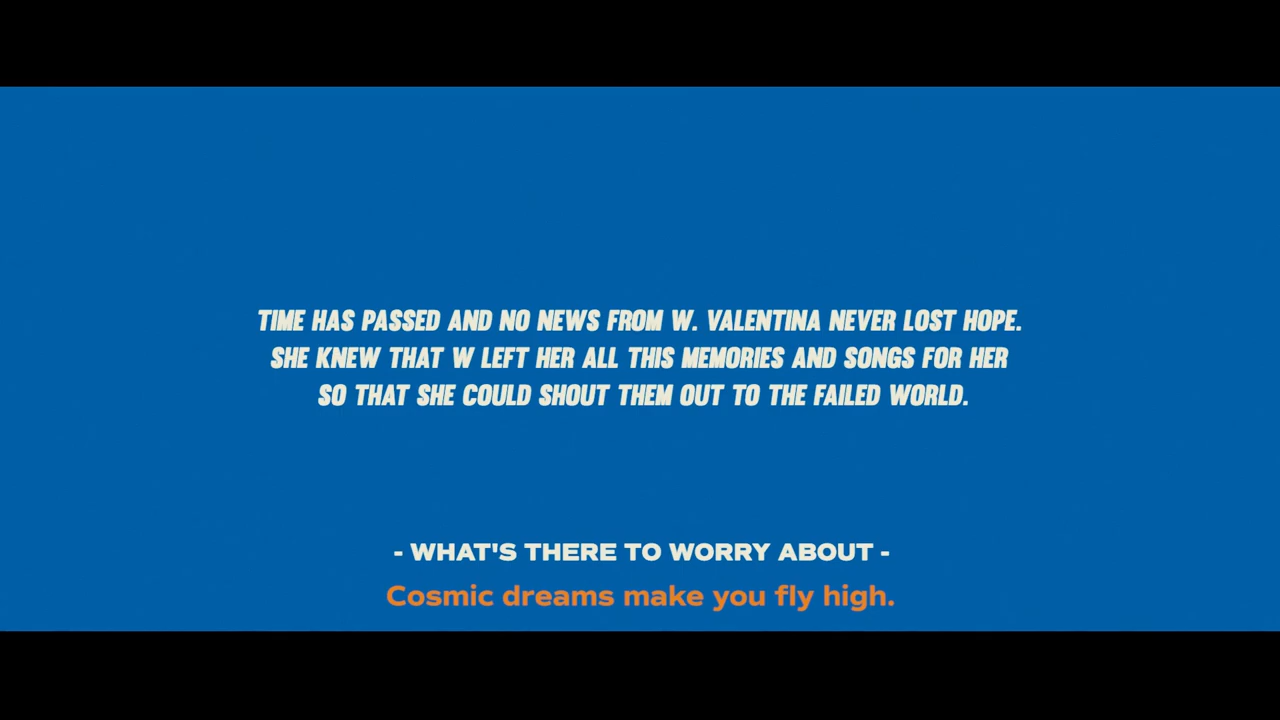 TIME HAS PASSED AND NO NEWS FROM W. VALENTINA NEVER LOST HOPE.
SHE KNEW THAT W LEFT HER ALL THIS MEMORIES AND SONGS FOR HER
SO THAT SHE COULD SHOUT THEM OUT TO THE FAILED WORLD.
- WHAT'S THERE TO WORRY ABOUT -
Cosmic dreams make you fly high.